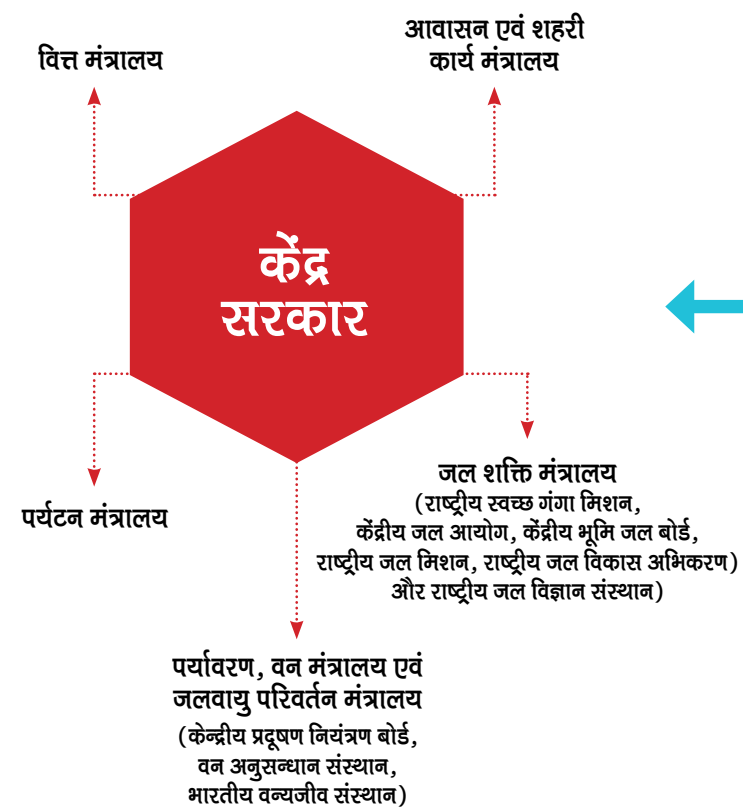 वित्त मंत्रालय
आवासन एवं शहरी
कार्य मंत्रालय
केंद्र
सरकार
पर्यटन मंत्रालय
जल शक्ति मंत्रालय
(राष्ट्रीय स्वच्छ गंगा मिशन,
केंद्रीय जल आयोग, केंद्रीय भूमि जल बोर्ड,
राष्ट्रीय जल मिशन, राष्ट्रीय जल विकास अभिकरण)
और राष्ट्रीय जल विज्ञान संस्थान)
पर्यावरण, वन मंत्रालय एवं
जलवायु परिवर्तन मंत्रालय
(केन्द्रीय प्रदूषण नियंत्रण बोर्ड,
वन अनुसन्धान संस्थान,
भारतीय वन्यजीव संस्थान)